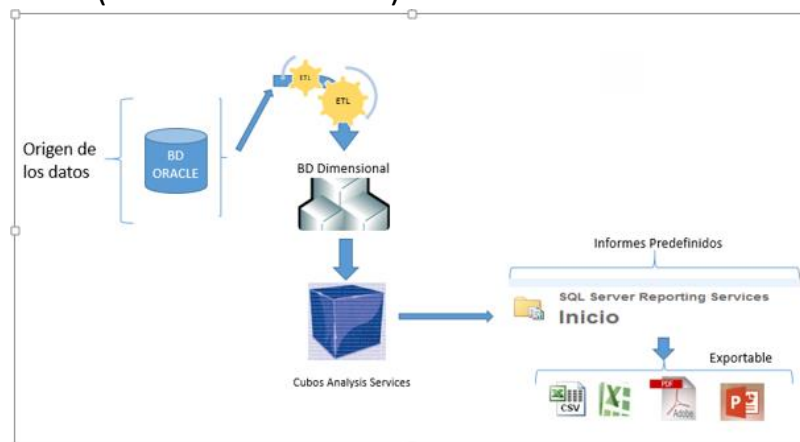 ETL
ETL
Origen de
los datos
BD
ORACLE
BD Dimensional
Informes Predefinidos
SQL Server Reporting Services
Inicio
Cubos Analysis Services
Exportable
CSV
PDF
Adobe
P